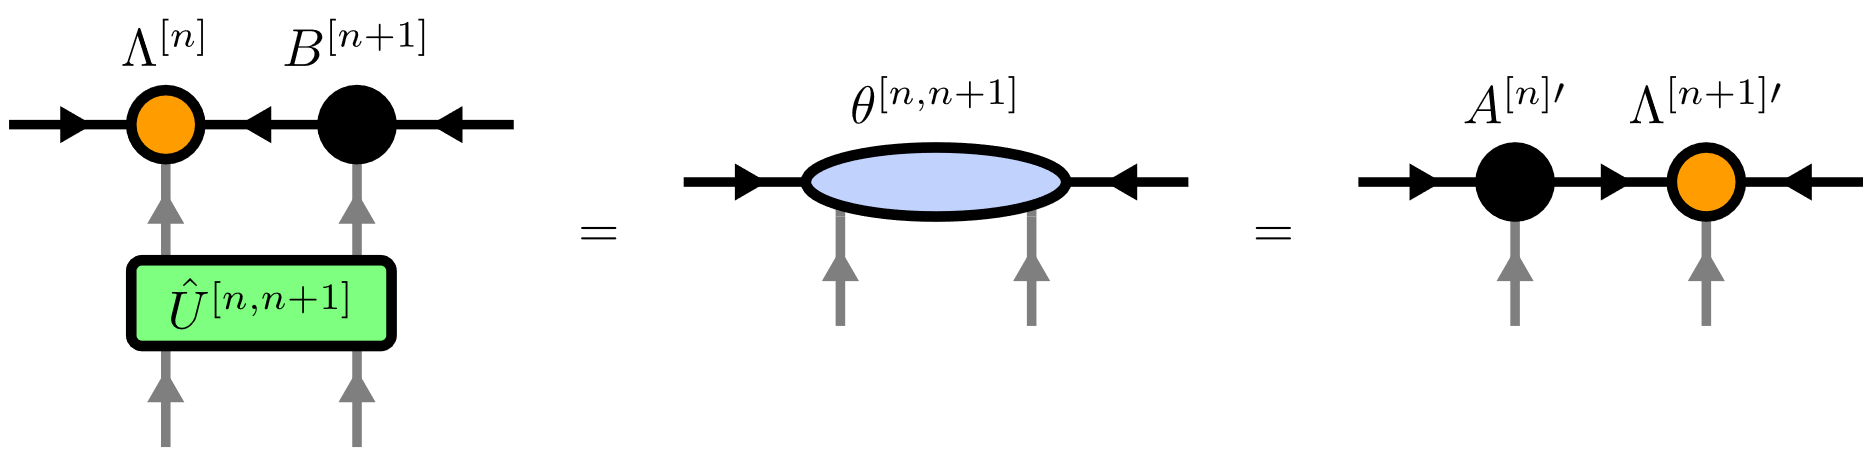 Λ^[n] B^[n+1]
θ^[n,n+1]
A^[n]′ Λ^[n+1]′
= =
Û^[n,n+1]